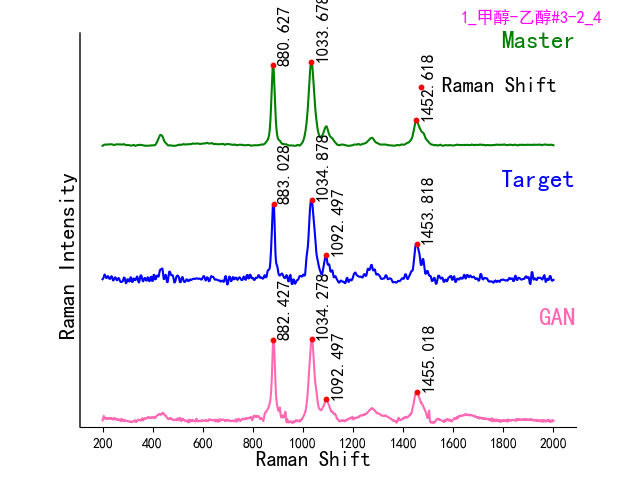 1_甲醇-乙醇#3-2_4
Master
880.627
1033.678
1452.618
Raman Shift
Target
883.028
1034.878
1092.497
1453.818
GAN
882.427
1034.278
1092.497
1455.018
Raman Intensity
200 400 600 800 1000 1200 1400 1600 1800 2000
Raman Shift